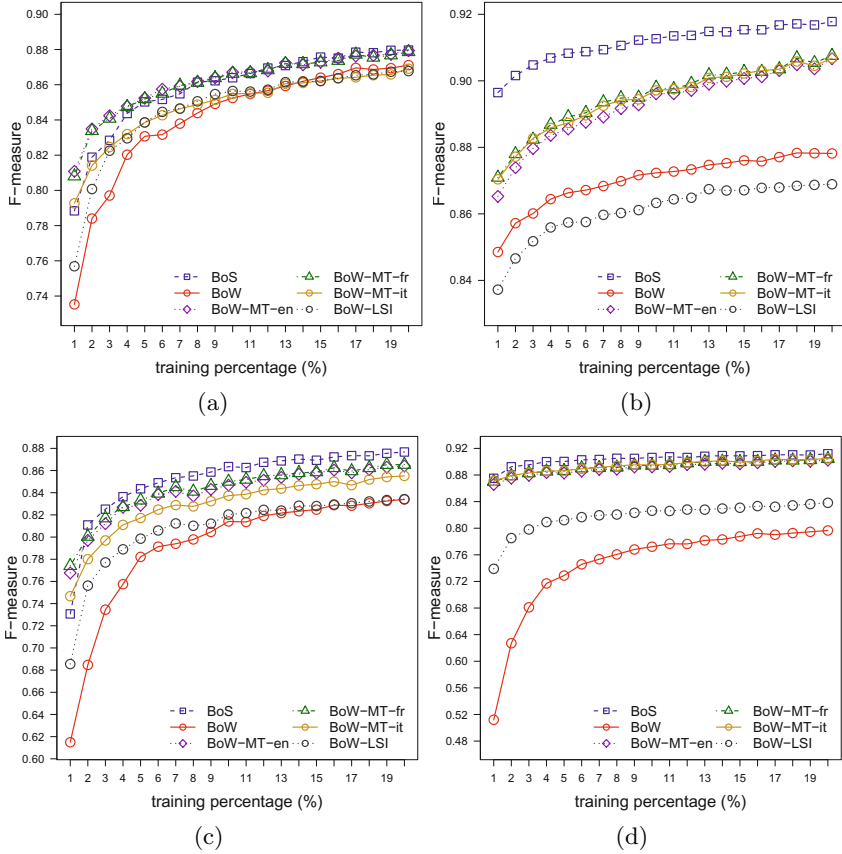 0.90
0.88
0.86
0.84
0.82
0.80
0.78
0.76
0.74
F−measure
BoS
BoW
BoW−MT−en
BoW−MT−fr
BoW−MT−it
BoW−LSI
1 2 3 4 5 6 7 8 9 11 13 15 17 19
training percentage (%)
(a)
0.92
0.90
0.88
0.86
0.84
F−measure
BoS
BoW
BoW−MT−en
BoW−MT−fr
BoW−MT−it
BoW−LSI
1 2 3 4 5 6 7 8 9 11 13 15 17 19
training percentage (%)
(b)
0.88
0.86
0.84
0.82
0.80
0.78
0.76
0.74
0.72
0.70
0.68
0.66
0.64
0.62
0.60
F−measure
BoS
BoW
BoW−MT−en
BoW−MT−fr
BoW−MT−it
BoW−LSI
1 2 3 4 5 6 7 8 9 11 13 15 17 19
training percentage (%)
(c)
0.92
0.88
0.84
0.80
0.76
0.72
0.68
0.64
0.60
0.56
0.52
0.48
F−measure
BoS
BoW
BoW−MT−en
BoW−MT−fr
BoW−MT−it
BoW−LSI
1 2 3 4 5 6 7 8 9 11 13 15 17 19
training percentage (%)
(d)